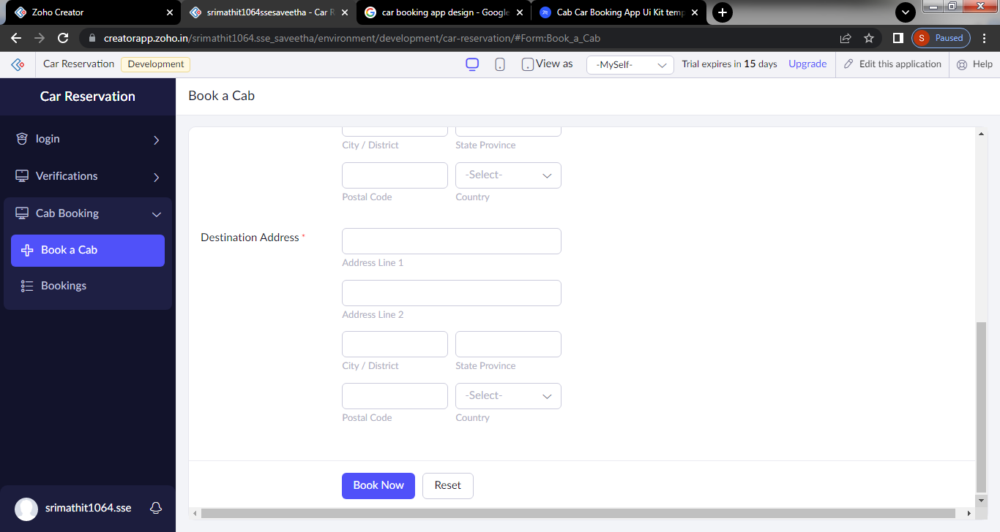 Zoho Creator
srimathit1064ssesaveetha - Car R
car booking app design - Google
Cab Car Booking App Ui Kit temp
creatorapp.zoho.in/srimathit1064.sse_saveetha/environment/development/car-reservation/#Form:Book_a_Cab
S Paused
Car Reservation Development
View as -MySelf- Trial expires in 15 days Upgrade Edit this application Help
Car Reservation
Book a Cab
login
Verifications
Cab Booking
Book a Cab
Bookings
srimathit1064.sse
City / District State Province
-Select-
Postal Code Country
Destination Address *
Address Line 1
Address Line 2
City / District State Province
-Select-
Postal Code Country
Book Now Reset